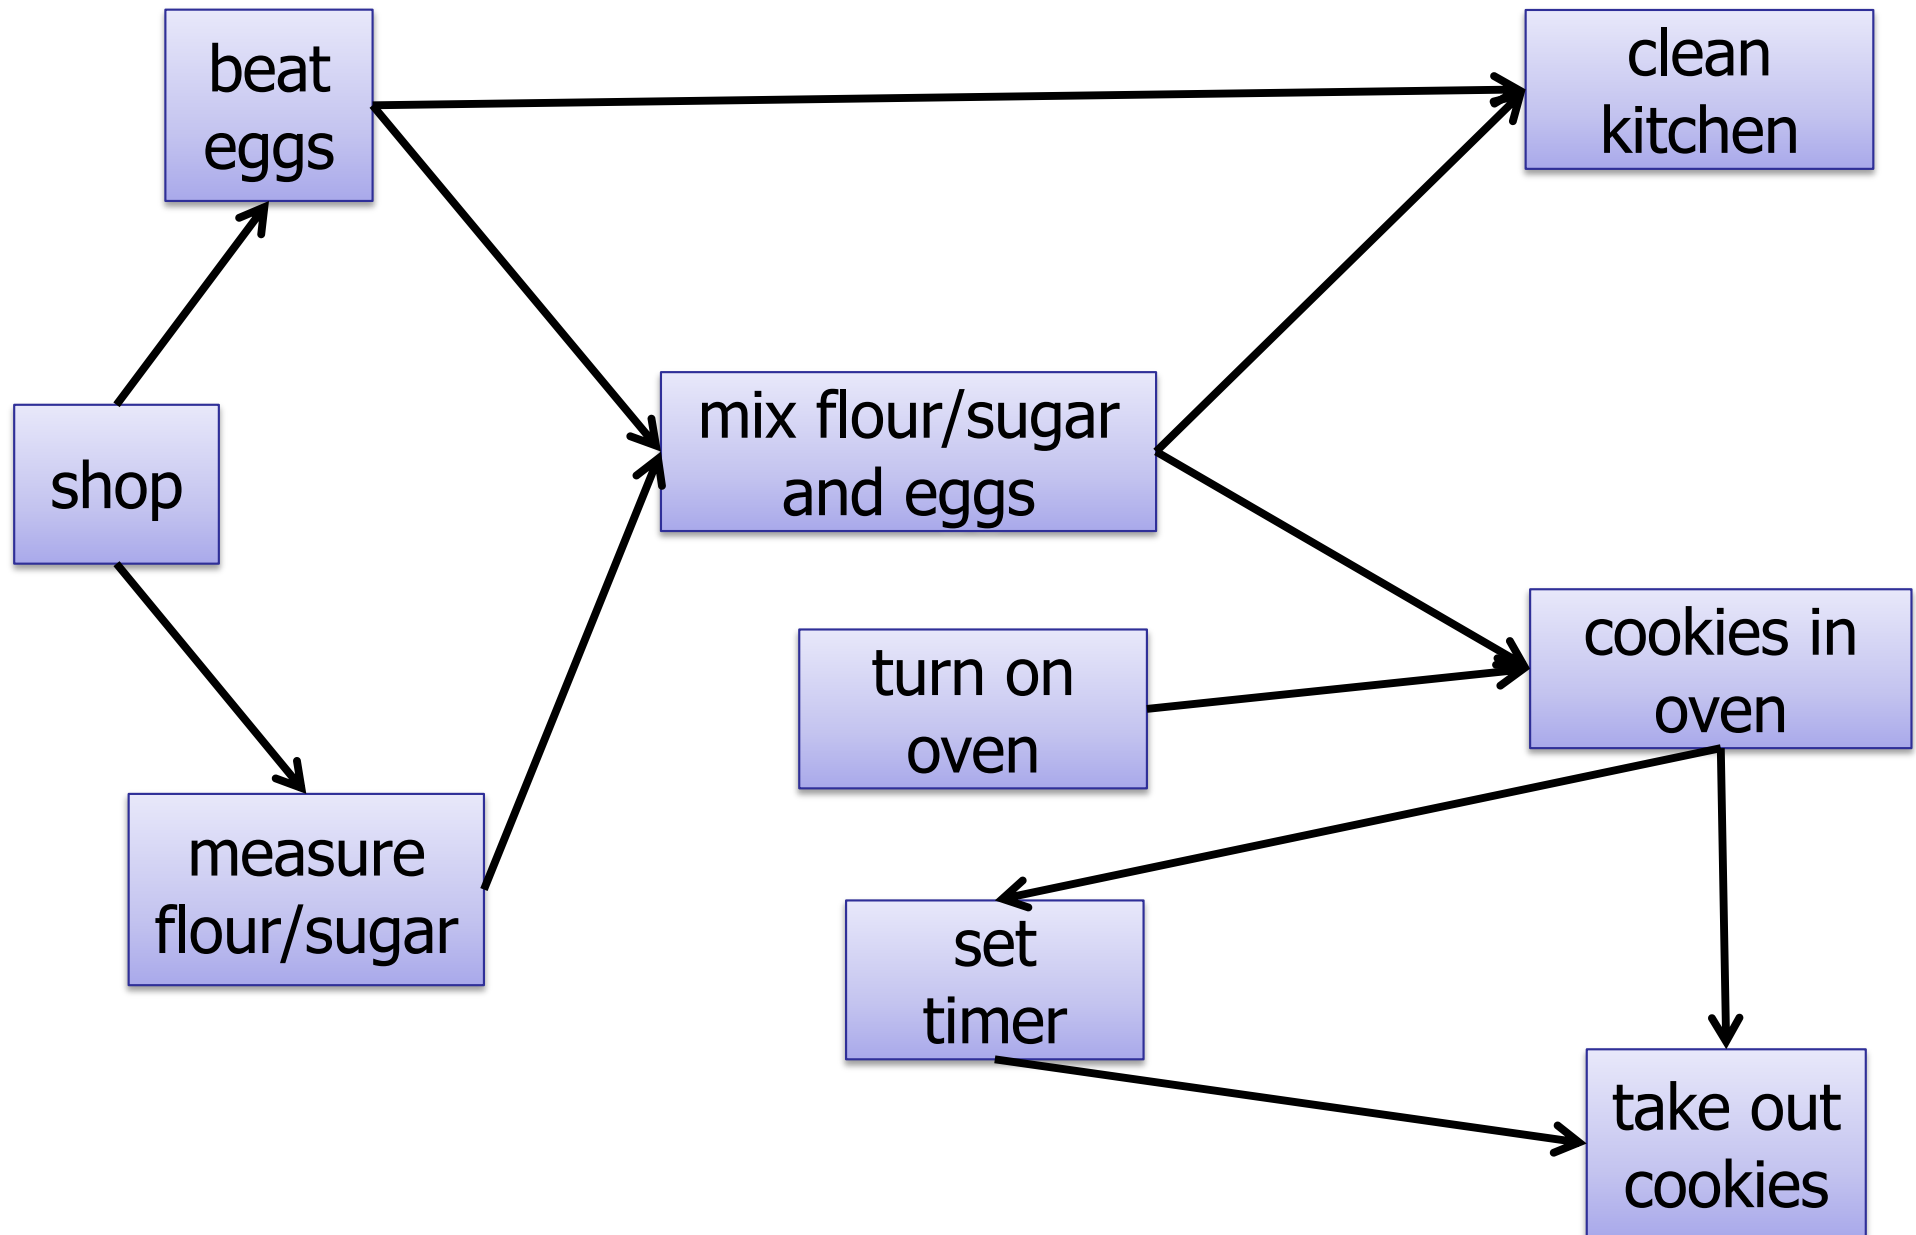 beat
eggs
clean
kitchen
shop
mix flour/sugar
and eggs
measure
flour/sugar
turn on
oven
cookies in
oven
set
timer
take out
cookies